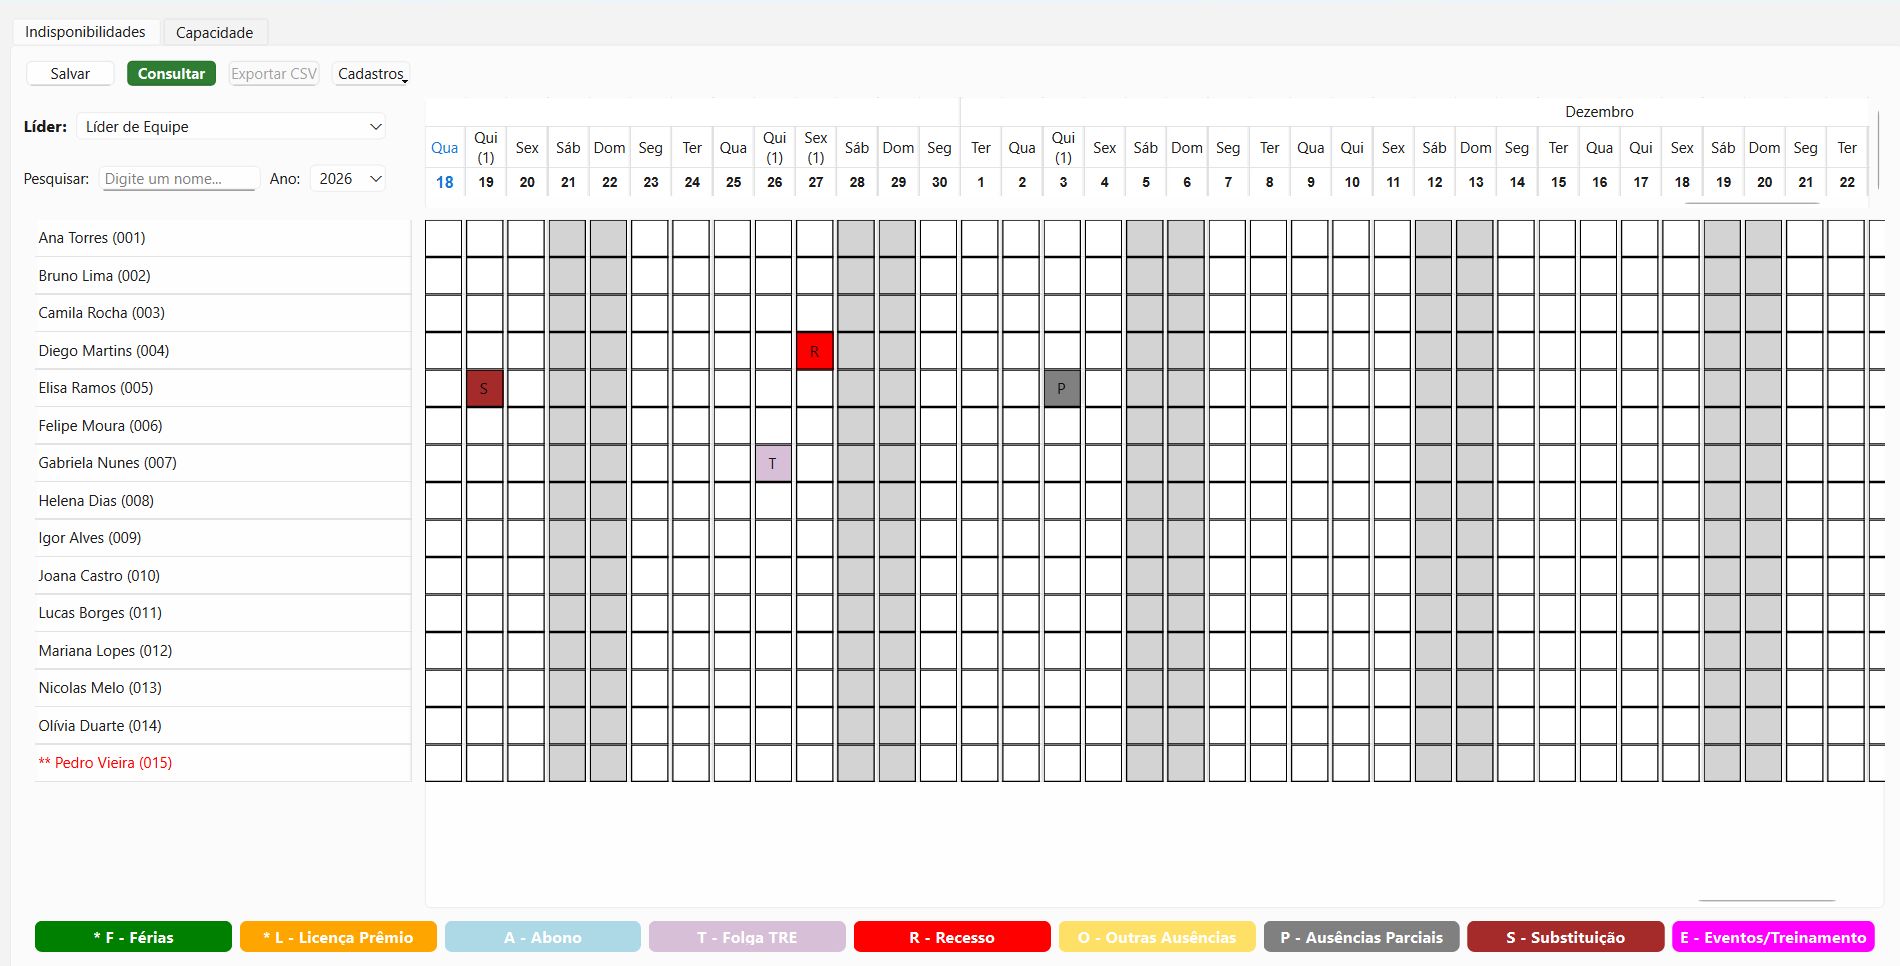 Indisponibilidades Capacidade
Salvar Consultar Exportar CSV Cadastros
Líder: Líder de Equipe
Pesquisar: Digite um nome... Ano: 2026
Dezembro
Qua Qui (1) Sex Sáb Dom Seg Ter Qua Qui (1) Sex (1) Sáb Dom Seg Ter Qua Qui (1) Sex Sáb Dom Seg Ter Qua Qui Sex Sáb Dom Seg Ter Qua Qui Sex Sáb Dom Seg Ter
18 19 20 21 22 23 24 25 26 27 28 29 30 1 2 3 4 5 6 7 8 9 10 11 12 13 14 15 16 17 18 19 20 21 22
Ana Torres (001)
Bruno Lima (002)
Camila Rocha (003)
Diego Martins (004) R
Elisa Ramos (005) S P
Felipe Moura (006)
Gabriela Nunes (007) T
Helena Dias (008)
Igor Alves (009)
Joana Castro (010)
Lucas Borges (011)
Mariana Lopes (012)
Nicolas Melo (013)
Olívia Duarte (014)
** Pedro Vieira (015)
* F - Férias * L - Licença Prêmio A - Abono T - Folga TRE R - Recesso O - Outras Ausências P - Ausências Parciais S - Substituição E - Eventos/Treinamento